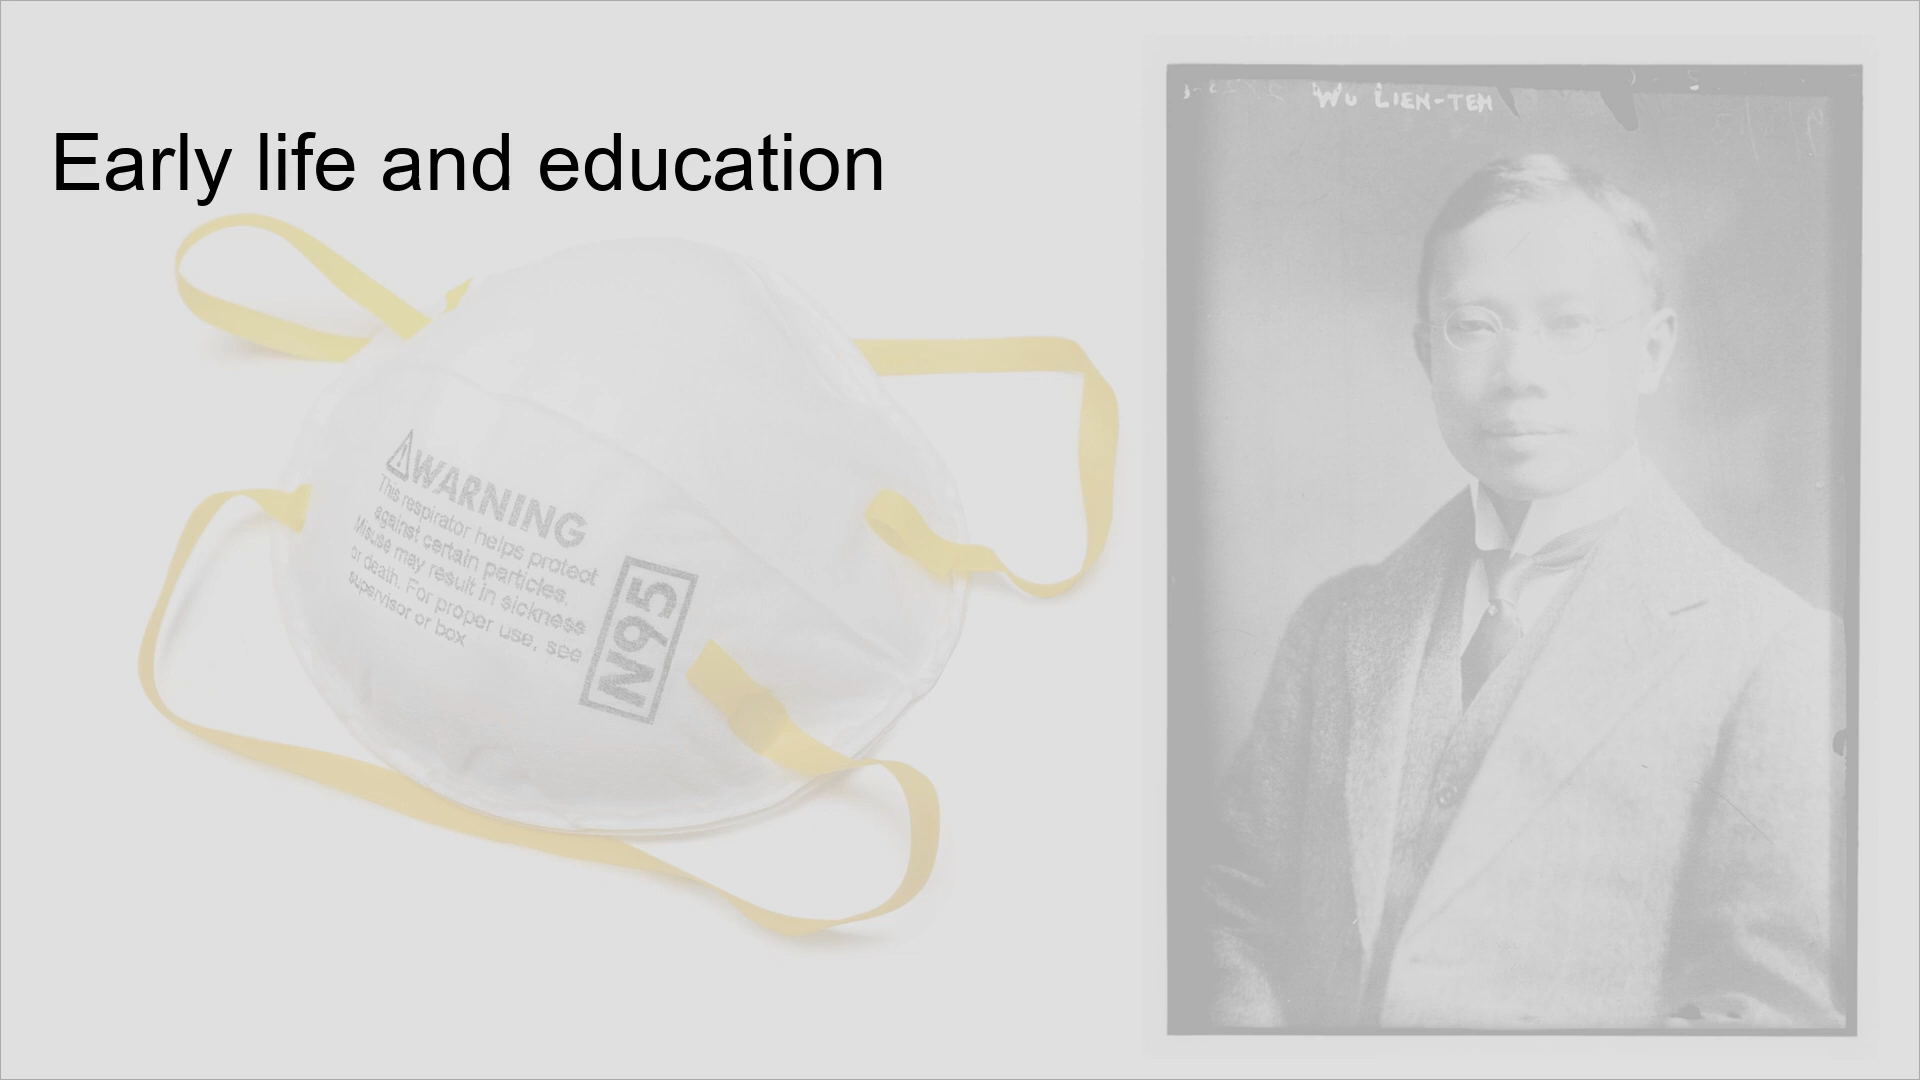 Early life and education
WU LIEN-TEH
WARNING
This respirator helps protect
against certain particles.
Misuse may result in sickness
or death. For proper use, see
supervisor or box
N95